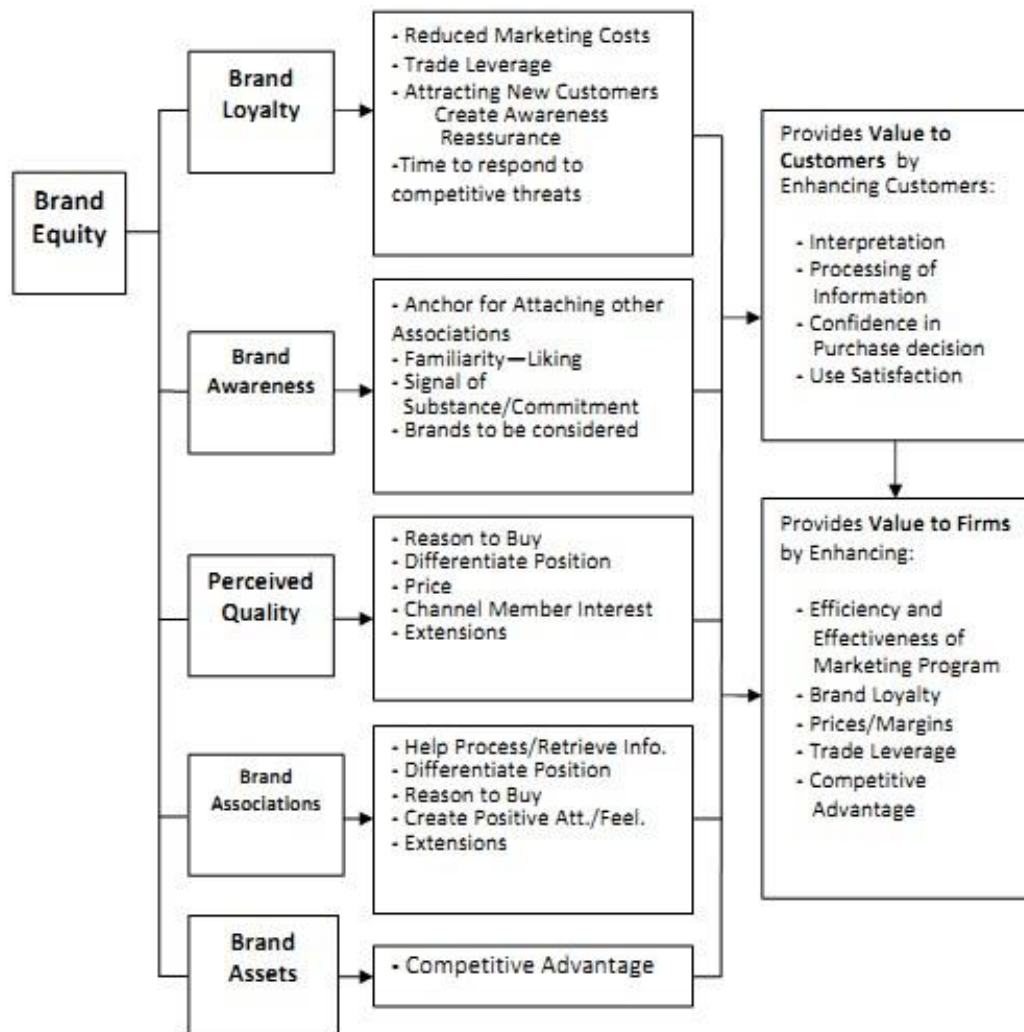 Brand
Equity
Brand
Loyalty
- Reduced Marketing Costs
- Trade Leverage
- Attracting New Customers
Create Awareness
Reassurance
-Time to respond to
competitive threats
Brand
Awareness
- Anchor for Attaching other
Associations
- Familiarity—Liking
- Signal of
Substance/Commitment
- Brands to be considered
Perceived
Quality
- Reason to Buy
- Differentiate Position
- Price
- Channel Member Interest
- Extensions
Brand
Associations
- Help Process/Retrieve Info.
- Differentiate Position
- Reason to Buy
- Create Positive Att./Feel.
- Extensions
Brand
Assets
- Competitive Advantage
Provides Value to
Customers by
Enhancing Customers:
- Interpretation
- Processing of
Information
- Confidence in
Purchase decision
- Use Satisfaction
Provides Value to Firms
by Enhancing:
- Efficiency and
Effectiveness of
Marketing Program
- Brand Loyalty
- Prices/Margins
- Trade Leverage
- Competitive
Advantage